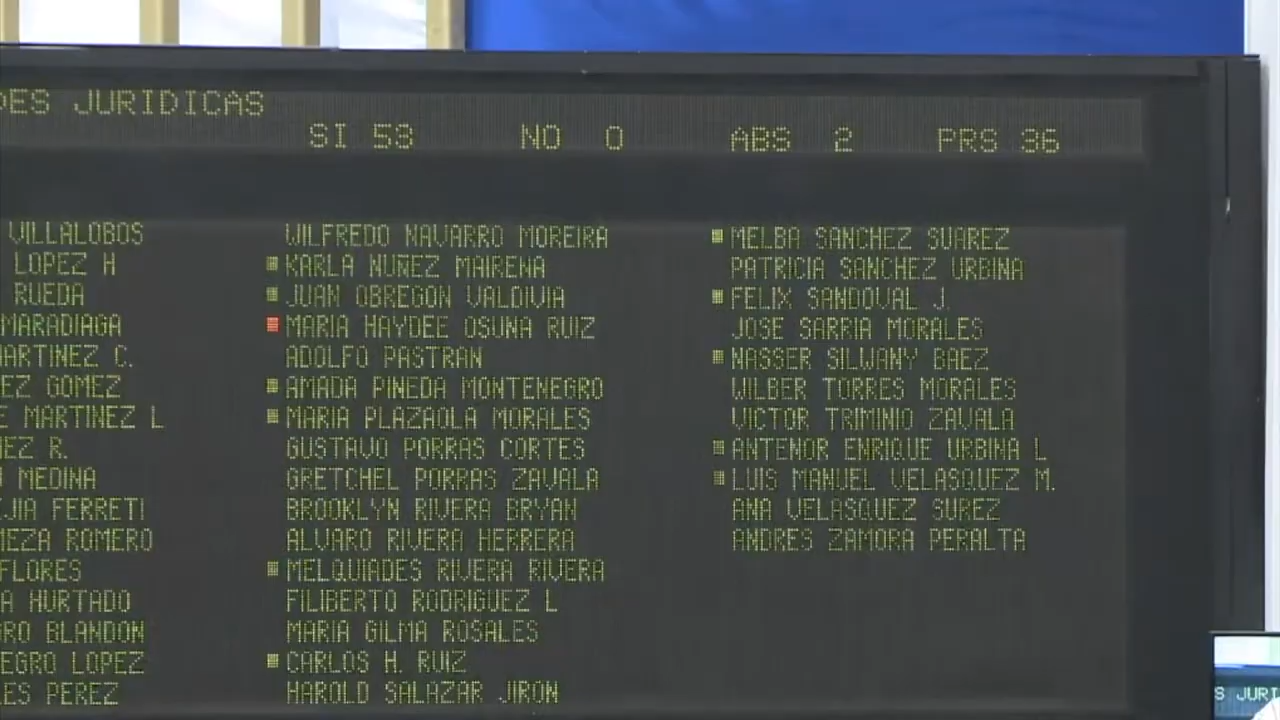 DES JURIDICAS
SI 53 NO 0 ABS 2 PRS 36
VILLALOBOS
LOPEZ H
RUEDA
MARADIAGA
MARTINEZ C.
EZ GOMEZ
E MARTINEZ L
NEZ R.
MEDINA
JIA FERRETI
MEZA ROMERO
FLORES
A HURTADO
GRO BLANDON
EGRO LOPEZ
LES PEREZ
WILFREDO NAVARRO MOREIRA
KARLA NUÑEZ MAIRENA
JUAN OBREGON VALDIVIA
MARIA HAYDEE OSUNA RUIZ
ADOLFO PASTRAN
AMADA PINEDA MONTENEGRO
MARIA PLAZAOLA MORALES
GUSTAVO PORRAS CORTES
GRETCHEL PORRAS ZAVALA
BROOKLYN RIVERA BRYAN
ALVARO RIVERA HERRERA
MELQUIADES RIVERA RIVERA
FILIBERTO RODRIGUEZ L
MARIA GILMA ROSALES
CARLOS H. RUIZ
HAROLD SALAZAR JIRON
MELBA SANCHEZ SUAREZ
PATRICIA SANCHEZ URBINA
FELIX SANDOVAL J.
JOSE SARRIA MORALES
NASSER SILWANY BAEZ
WILBER TORRES MORALES
VICTOR TRIMINIO ZAVALA
ANTENOR ENRIQUE URBINA L
LUIS MANUEL VELASQUEZ M.
ANA VELASQUEZ SUREZ
ANDRES ZAMORA PERALTA
S JURI